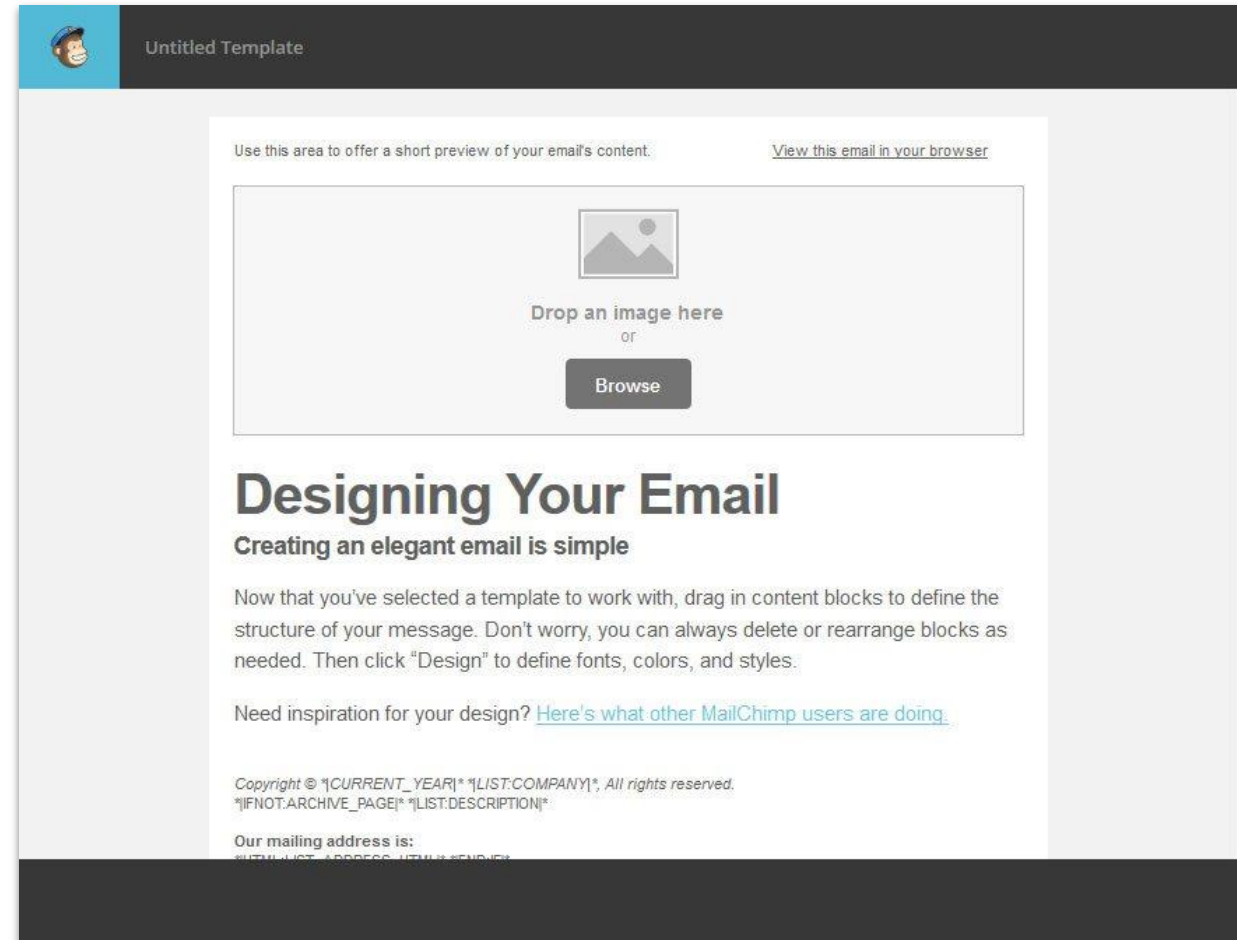 Untitled Template
Use this area to offer a short preview of your email's content.
View this email in your browser
Drop an image here
or
Browse
Designing Your Email
Creating an elegant email is simple
Now that you've selected a template to work with, drag in content blocks to define the
structure of your message. Don't worry, you can always delete or rearrange blocks as
needed. Then click “Design” to define fonts, colors, and styles.
Need inspiration for your design? Here's what other MailChimp users are doing.
Copyright © *|CURRENT_YEAR|* *|LIST:COMPANY|*, All rights reserved.
*|IFNOT:ARCHIVE_PAGE|* *|LIST:DESCRIPTION|*
Our mailing address is:
*|HTML:LIST_ADDRESS_HTML|* *|END:IF|*